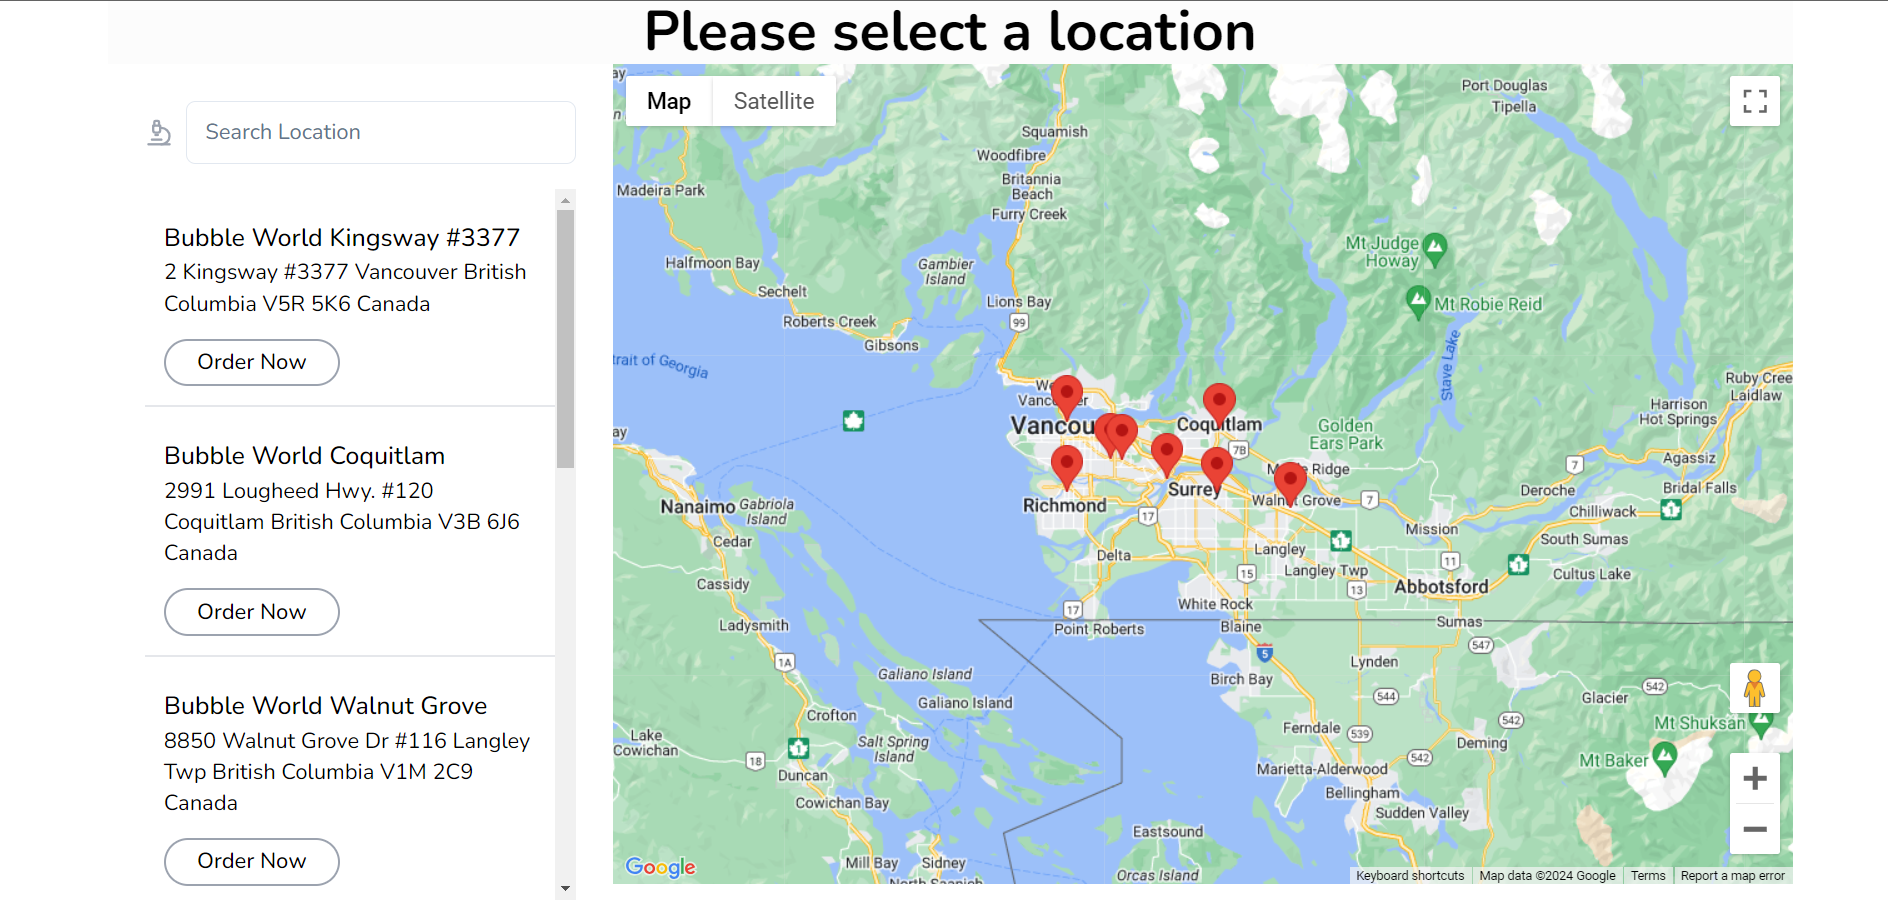 Please select a location
Search Location
Bubble World Kingsway #3377
2 Kingsway #3377 Vancouver British
Columbia V5R 5K6 Canada
Order Now
Bubble World Coquitlam
2991 Lougheed Hwy. #120
Coquitlam British Columbia V3B 6J6
Canada
Order Now
Bubble World Walnut Grove
8850 Walnut Grove Dr #116 Langley
Twp British Columbia V1M 2C9
Canada
Order Now
Map
Satellite
Port Douglas
Tipella
Squamish
Woodfibre
Britannia
Beach
Madeira Park
Furry Creek
Mt Judge
Howay
Halfmoon Bay
Gambier
Island
Sechelt
Lions Bay
Mt Robie Reid
Roberts Creek
99
Gibsons
trait of Georgia
Stave Lake
Ruby Cree
Laidlaw
Harrison
Hot Springs
We
Vancouver
Vancou
Coquitlam
Golden
Ears Park
ay
7B
Agassiz
7
Ridge
Bridal Falls
Deroche
Surrey
Walnut Grove
7
Richmond
Nanaimo
Gabriola
Island
Chilliwack
1
17
Mission
South Sumas
Cedar
1
Delta
Langley
11
1
Cassidy
15
Langley Twp
Cultus Lake
13
Abbotsford
White Rock
17
Ladysmith
Point Roberts
Blaine
Sumas
547
5
1A
Lynden
Galiano Island
Birch Bay
Galiano Island
544
542
Glacier
Crofton
542
Mt Shuksan
Ferndale
539
Lake
Cowichan
Salt Spring
Island
1
Deming
18
542
Mt Baker
Duncan
Marietta-Alderwood
Cowichan Bay
Bellingham
Sudden Valley
Eastsound
Mill Bay
Sidney
Orcas Island
North Saanich
Google
Keyboard shortcuts
Map data ©2024 Google
Terms
Report a map error